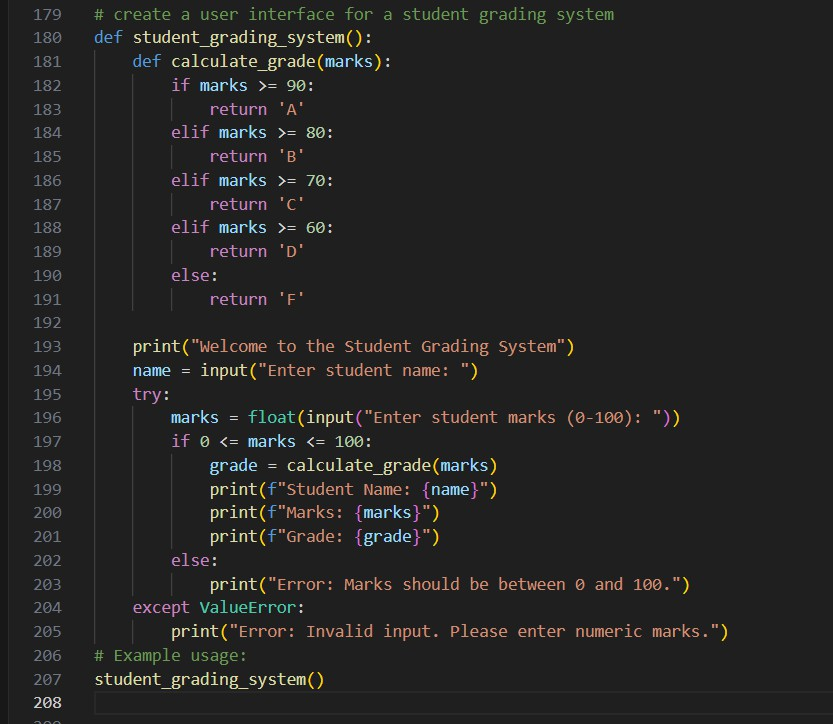 179 # create a user interface for a student grading system
180 def student_grading_system():
181     def calculate_grade(marks):
182         if marks >= 90:
183             return 'A'
184         elif marks >= 80:
185             return 'B'
186         elif marks >= 70:
187             return 'C'
188         elif marks >= 60:
189             return 'D'
190         else:
191             return 'F'
192
193     print("Welcome to the Student Grading System")
194     name = input("Enter student name: ")
195     try:
196         marks = float(input("Enter student marks (0-100): "))
197         if 0 <= marks <= 100:
198             grade = calculate_grade(marks)
199             print(f"Student Name: {name}")
200             print(f"Marks: {marks}")
201             print(f"Grade: {grade}")
202         else:
203             print("Error: Marks should be between 0 and 100.")
204     except ValueError:
205         print("Error: Invalid input. Please enter numeric marks.")
206 # Example usage:
207 student_grading_system()
208